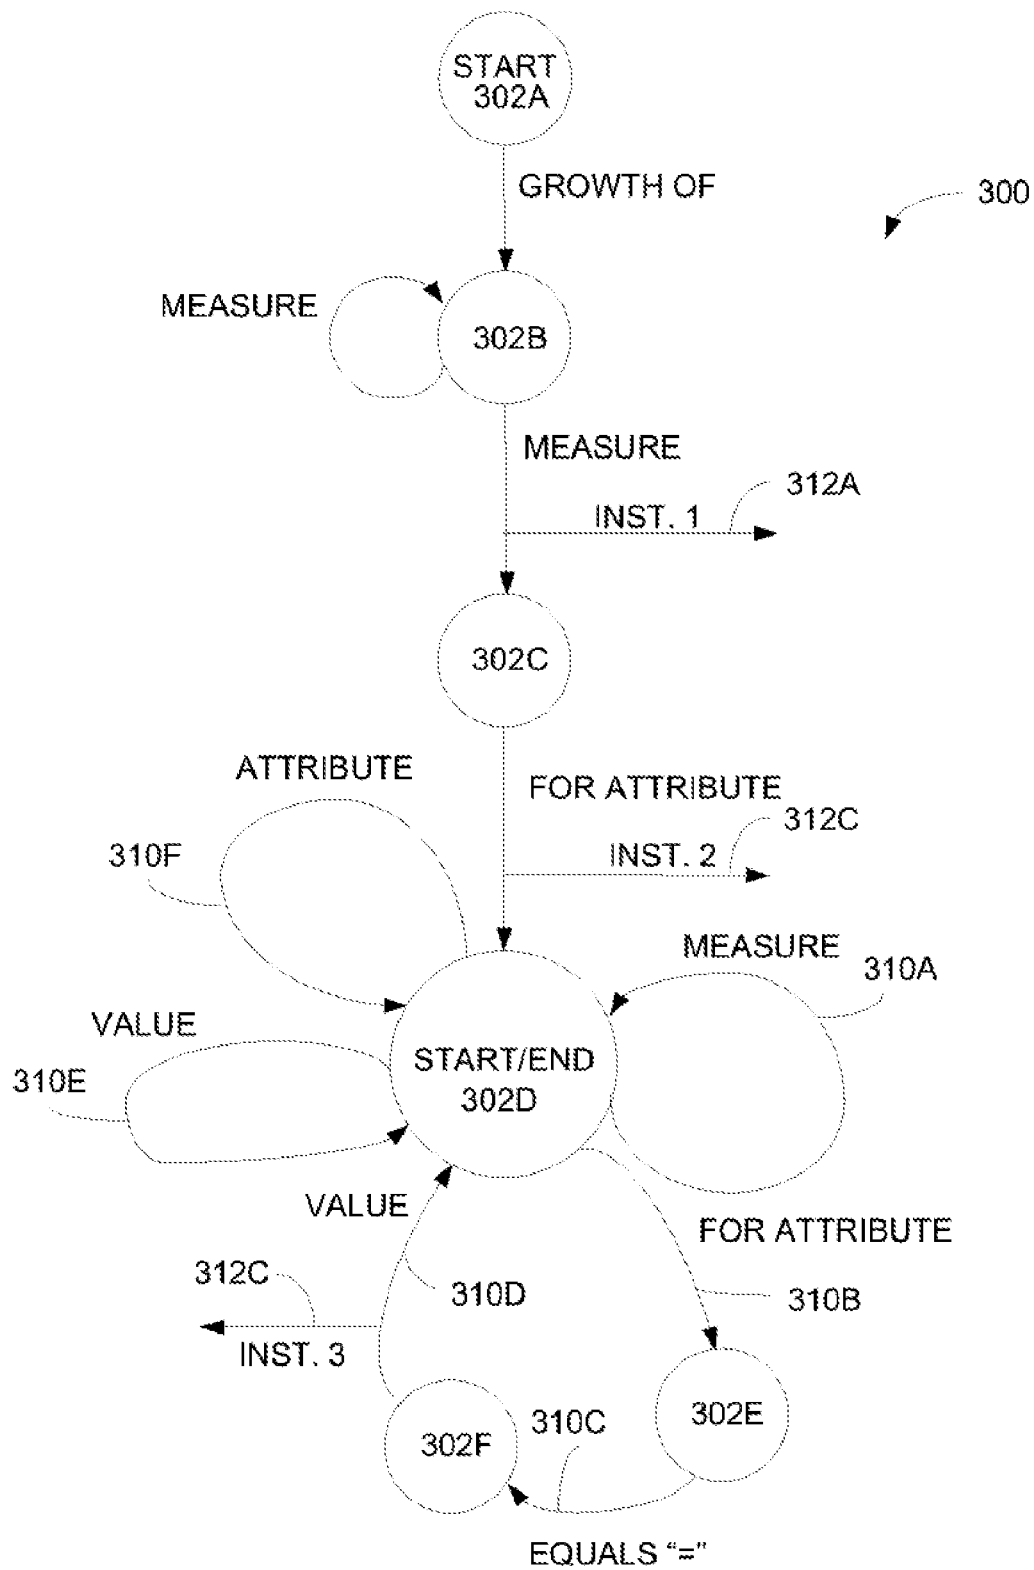 START
302A
GROWTH OF
300
MEASURE
302B
MEASURE
312A
INST. 1
302C
ATTRIBUTE
FOR ATTRIBUTE
312C
310F
INST. 2
MEASURE
310A
VALUE
310E
START/END
302D
VALUE
FOR ATTRIBUTE
312C
310D
310B
INST. 3
302E
310C
302F
EQUALS “=”